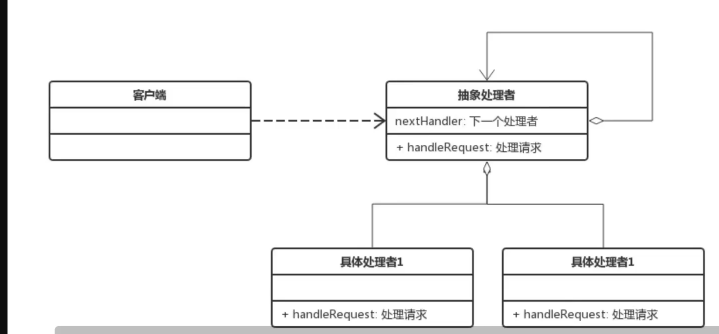 客户端
抽象处理者
nextHandler: 下一个处理者
+ handleRequest: 处理请求
具体处理者1
具体处理者1
+ handleRequest: 处理请求
+ handleRequest: 处理请求